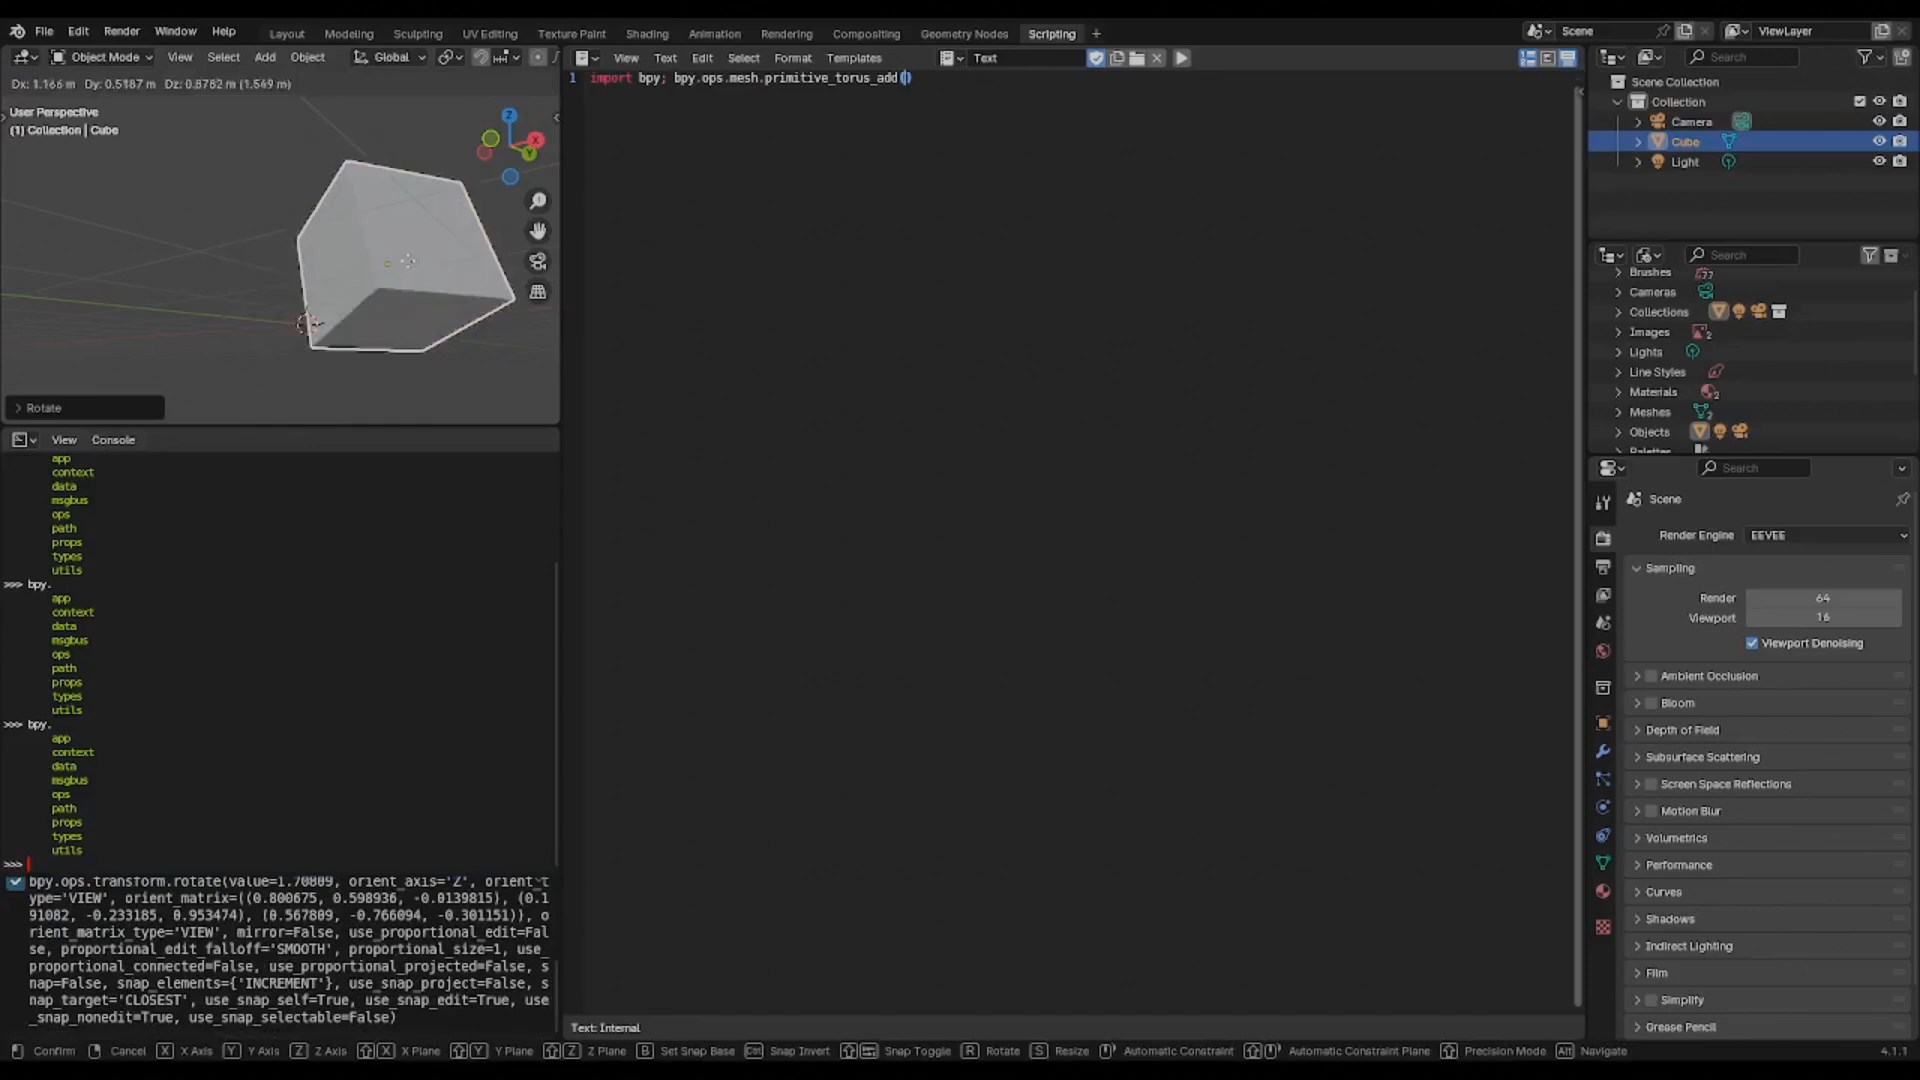 File Edit Render Window Help Layout Modeling Sculpting UV Editing Texture Paint Shading Animation Rendering Compositing Geometry Nodes Scripting + Scene ViewLayer
Object Mode View Select Add Object Global
View Text Edit Select Format Templates Text
Search
Dx: 1.166 m Dy: 0.5187 m Dz: 0.8782 m (1.549 m)
1 import bpy; bpy.ops.mesh.primitive_torus_add()
User Perspective
(1) Collection | Cube
Z
X
Y
Rotate
Scene Collection
Collection
Camera
Cube
Light
Search
Brushes 77
Cameras
Collections
Images 2
Lights
Line Styles
Materials 2
Meshes 2
Objects
Palettes
View Console
app
context
data
msgbus
ops
path
props
types
utils
>>> bpy.
app
context
data
msgbus
ops
path
props
types
utils
>>> bpy.
app
context
data
msgbus
ops
path
props
types
utils
>>>
bpy.ops.transform.rotate(value=1.70809, orient_axis='Z', orient_t
ype='VIEW', orient_matrix=((0.800675, 0.598936, -0.0139815), (0.1
91082, -0.233185, 0.953474), (0.567809, -0.766094, -0.301151)), o
rient_matrix_type='VIEW', mirror=False, use_proportional_edit=Fal
se, proportional_edit_falloff='SMOOTH', proportional_size=1, use_
proportional_connected=False, use_proportional_projected=False, s
nap=False, snap_elements={'INCREMENT'}, use_snap_project=False, s
nap_target='CLOSEST', use_snap_self=True, use_snap_edit=True, use
_snap_nonedit=True, use_snap_selectable=False)
Text: Internal
Search
Scene
Render Engine EEVEE
Sampling
Render 64
Viewport 16
Viewport Denoising
Ambient Occlusion
Bloom
Depth of Field
Subsurface Scattering
Screen Space Reflections
Motion Blur
Volumetrics
Performance
Curves
Shadows
Indirect Lighting
Film
Simplify
Grease Pencil
Confirm Cancel X X Axis Y Y Axis Z Z Axis X X Plane Y Y Plane Z Z Plane B Set Snap Base Ctrl Snap Invert Snap Toggle R Rotate S Resize Automatic Constraint Automatic Constraint Plane Precision Mode Alt Navigate 4.1.1